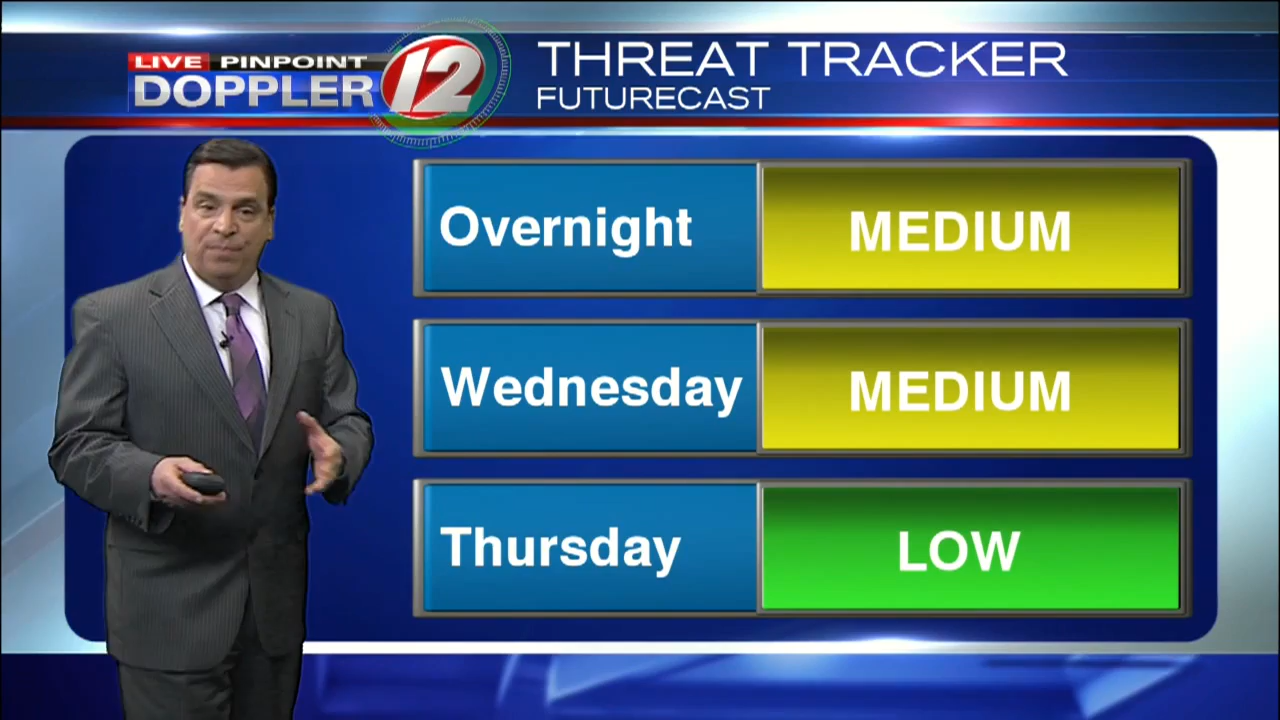 LIVE PINPOINT
DOPPLER 12
THREAT TRACKER
FUTURECAST
Overnight MEDIUM
Wednesday MEDIUM
Thursday LOW